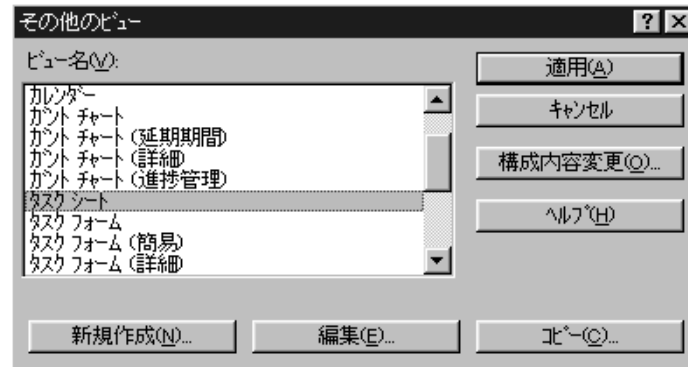 その他のビュー
ビュー名(V):
カレンダー
ガント チャート
ガント チャート (延期期間)
ガント チャート (詳細)
ガント チャート (進捗管理)
タスク シート
タスク フォーム
タスク フォーム (簡易)
タスク フォーム (詳細)
適用(A)
キャンセル
構成内容変更(O)...
ヘルプ(H)
新規作成(N)...
編集(E)...
コピー(C)...